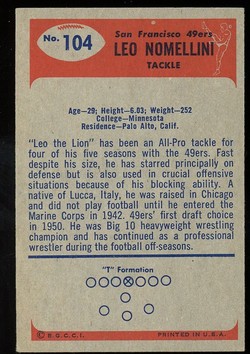 No. 104
San Francisco 49ers
LEO NOMELLINI
TACKLE
Age—29; Height—6.03; Weight—252
College—Minnesota
Residence—Palo Alto, Calif.
"Leo the Lion" has been an All-Pro tackle for
four of his five seasons with the 49ers. Fast
despite his size, he has starred principally on
defense but is also used in crucial offensive
situations because of his blocking ability. A
native of Lucca, Italy, he was raised in Chicago
and did not play football until he entered the
Marine Corps in 1942. 49ers' first draft choice
in 1950. He was Big 10 heavyweight wrestling
champion and has continued as a professional
wrestler during the football off-seasons.
"T" Formation
© B.G.C.I.
PRINTED IN U.S.A.